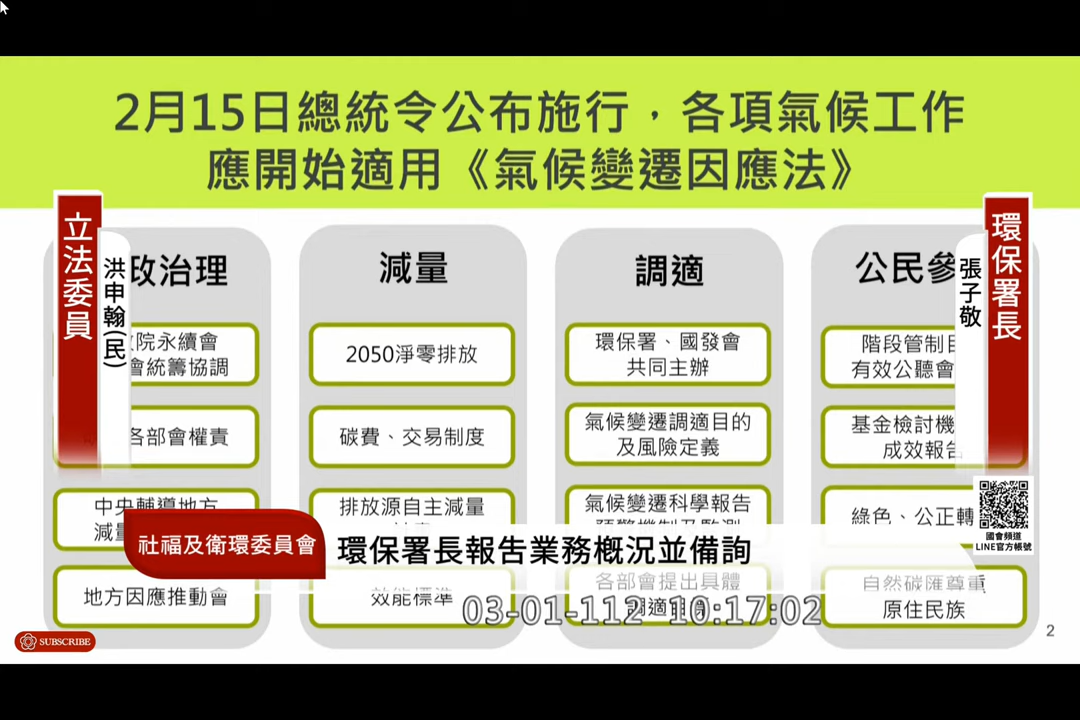 2月15日總統令公布施行，各項氣候工作
應開始適用《氣候變遷因應法》
立法委員
洪申翰(民)
環保署長
張子敬
政治理
院永續會
會統籌協調
各部會權責
中央輔導地方
減量
地方因應推動會
減量
2050淨零排放
碳費、交易制度
排放源自主減量
效能標準
調適
環保署、國發會
共同主辦
氣候變遷調適目的
及風險定義
氣候變遷科學報告
各部會提出具體
公民參
階段管制目
有效公聽會
基金檢討機
成效報告
綠色、公正轉
自然碳匯尊重
原住民族
國會頻道
LINE官方帳號
社福及衛環委員會
環保署長報告業務概況並備詢
03-01-112 10:17:02
SUBSCRIBE
2